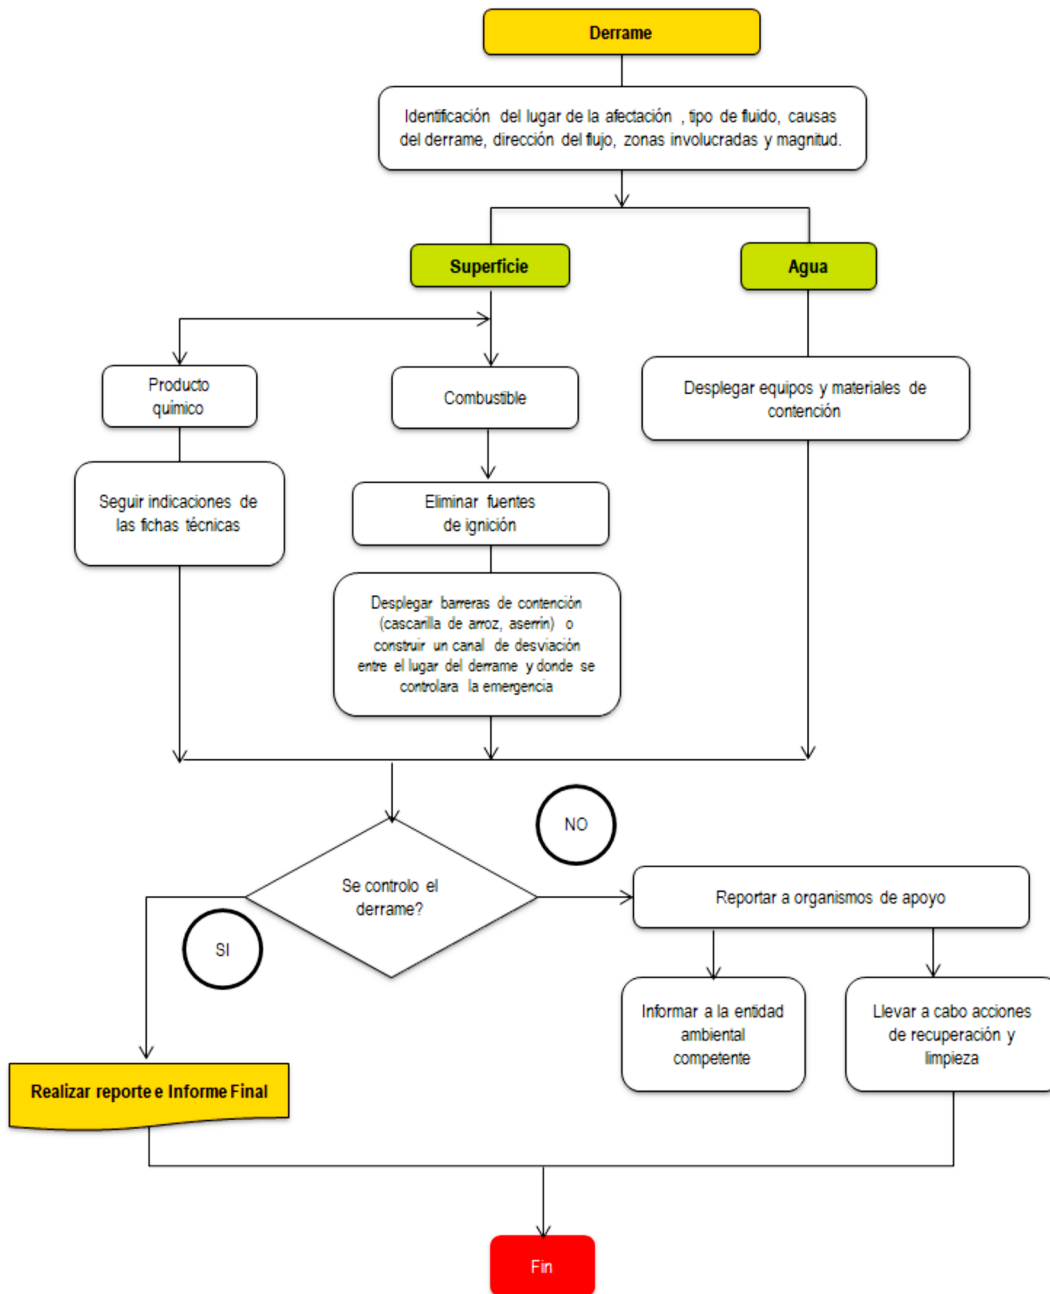 Derrame
Identificación del lugar de la afectación , tipo de fluido, causas
del derrame, dirección del flujo, zonas involucradas y magnitud.
Superficie
Agua
Producto
químico
Combustible
Desplegar equipos y materiales de
contención
Seguir indicaciones de
las fichas técnicas
Eliminar fuentes
de ignición
Desplegar barreras de contención
(cascarilla de arroz, aserrín) o
construir un canal de desviación
entre el lugar del derrame y donde se
controlara la emergencia
NO
Se controlo el
derrame?
Reportar a organismos de apoyo
SI
Informar a la entidad
ambiental
competente
Llevar a cabo acciones
de recuperación y
limpieza
Realizar reporte e Informe Final
Fin